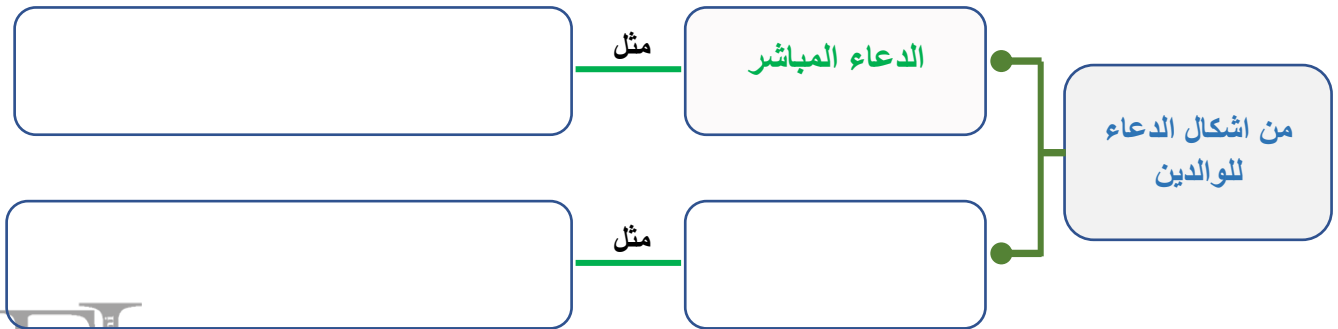 من اشكال الدعاء
للوالدين
الدعاء المباشر
مثل
مثل